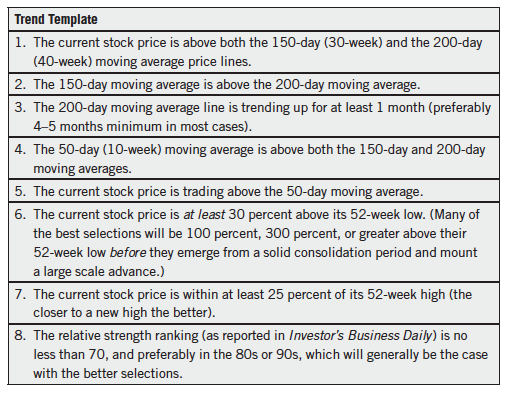 Trend Template
1. The current stock price is above both the 150-day (30-week) and the 200-day
(40-week) moving average price lines.
2. The 150-day moving average is above the 200-day moving average.
3. The 200-day moving average line is trending up for at least 1 month (preferably
4–5 months minimum in most cases).
4. The 50-day (10-week) moving average is above both the 150-day and 200-day
moving averages.
5. The current stock price is trading above the 50-day moving average.
6. The current stock price is at least 30 percent above its 52-week low. (Many of
the best selections will be 100 percent, 300 percent, or greater above their
52-week low before they emerge from a solid consolidation period and mount
a large scale advance.)
7. The current stock price is within at least 25 percent of its 52-week high (the
closer to a new high the better).
8. The relative strength ranking (as reported in Investor's Business Daily) is no
less than 70, and preferably in the 80s or 90s, which will generally be the case
with the better selections.